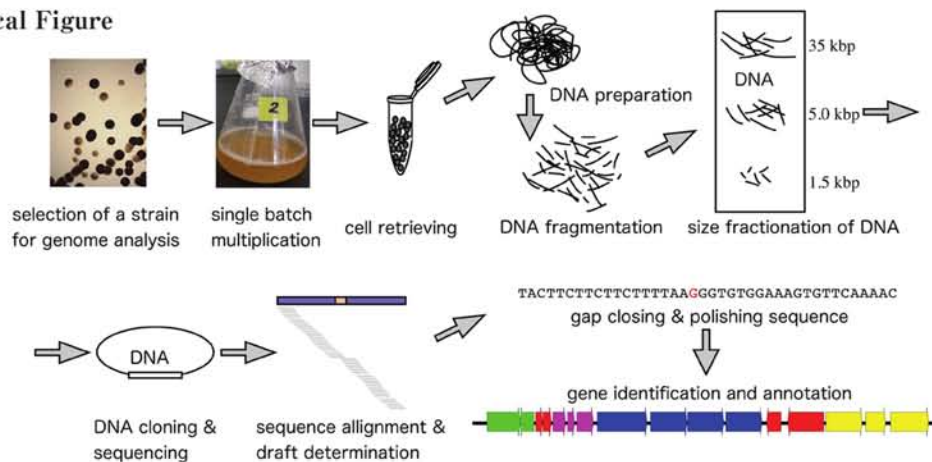 cal Figure
2
selection of a strain
for genome analysis
single batch
multiplication
cell retrieving
DNA preparation
DNA fragmentation
35 kbp
DNA
5.0 kbp
1.5 kbp
size fractionation of DNA
DNA
DNA cloning &
sequencing
sequence allignment &
draft determination
TACTTCTTCTTCTTTTAAGGGTGTGGAAAGTGTTCAAAAC
gap closing & polishing sequence
gene identification and annotation